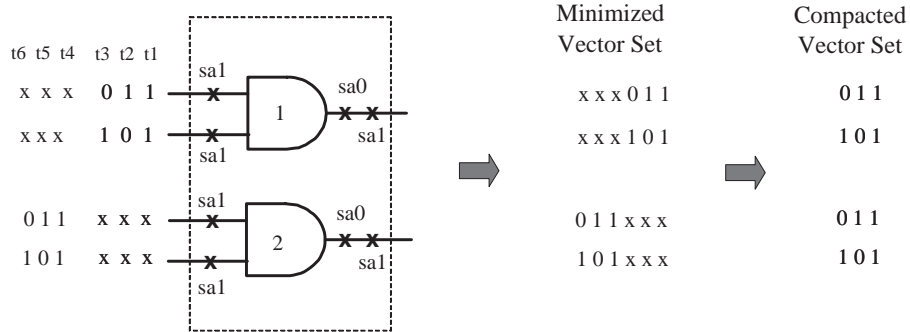 Minimized Vector Set
Compacted Vector Set
t6 t5 t4 t3 t2 t1
sa1
x x x 0 1 1
sa0
x x x 0 1 1
0 1 1
1
x x x 1 0 1
sa1
x x x 1 0 1
1 0 1
sa1
sa1
0 1 1 x x x
sa0
0 1 1 x x x
0 1 1
2
1 0 1 x x x
sa1
1 0 1 x x x
1 0 1
sa1